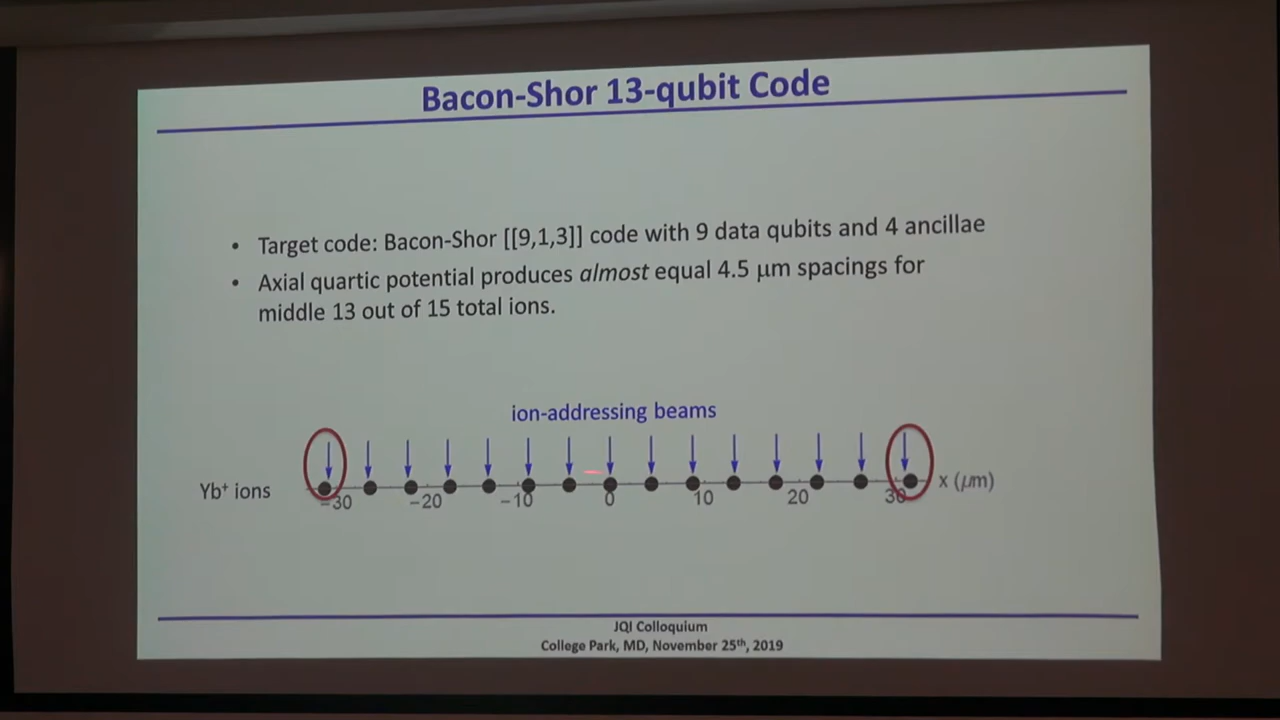 Bacon-Shor 13-qubit Code
• Target code: Bacon-Shor [[9,1,3]] code with 9 data qubits and 4 ancillae
• Axial quartic potential produces almost equal 4.5 μm spacings for
middle 13 out of 15 total ions.
ion-addressing beams
Yb⁺ ions
−30 −20 −10 0 10 20 30 x (μm)
JQI Colloquium
College Park, MD, November 25th, 2019